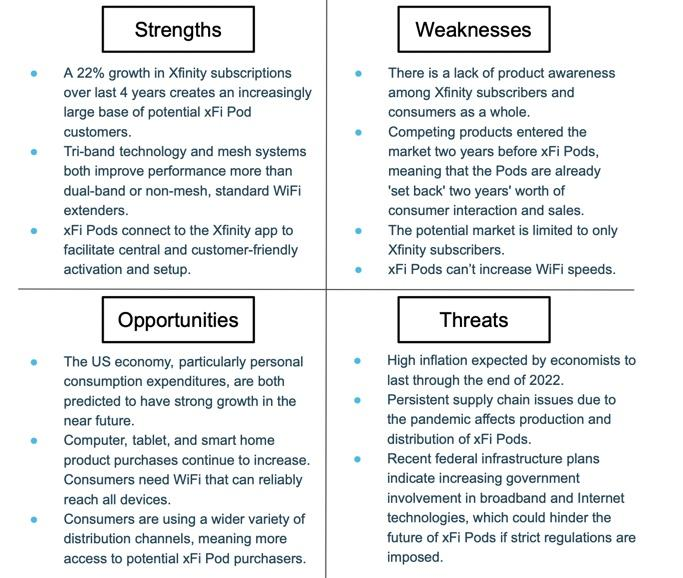 Strengths
A 22% growth in Xfinity subscriptions
over last 4 years creates an increasingly
large base of potential xFi Pod
customers.
Tri-band technology and mesh systems
both improve performance more than
dual-band or non-mesh, standard WiFi
extenders.
xFi Pods connect to the Xfinity app to
facilitate central and customer-friendly
activation and setup.
Weaknesses
There is a lack of product awareness
among Xfinity subscribers and
consumers as a whole.
Competing products entered the
market two years before xFi Pods,
meaning that the Pods are already
'set back' two years' worth of
consumer interaction and sales.
The potential market is limited to only
Xfinity subscribers.
xFi Pods can't increase WiFi speeds.
Opportunities
The US economy, particularly personal
consumption expenditures, are both
predicted to have strong growth in the
near future.
Computer, tablet, and smart home
product purchases continue to increase.
Consumers need WiFi that can reliably
reach all devices.
Consumers are using a wider variety of
distribution channels, meaning more
access to potential xFi Pod purchasers.
Threats
High inflation expected by economists to
last through the end of 2022.
Persistent supply chain issues due to
the pandemic affects production and
distribution of xFi Pods.
Recent federal infrastructure plans
indicate increasing government
involvement in broadband and Internet
technologies, which could hinder the
future of xFi Pods if strict regulations are
imposed.